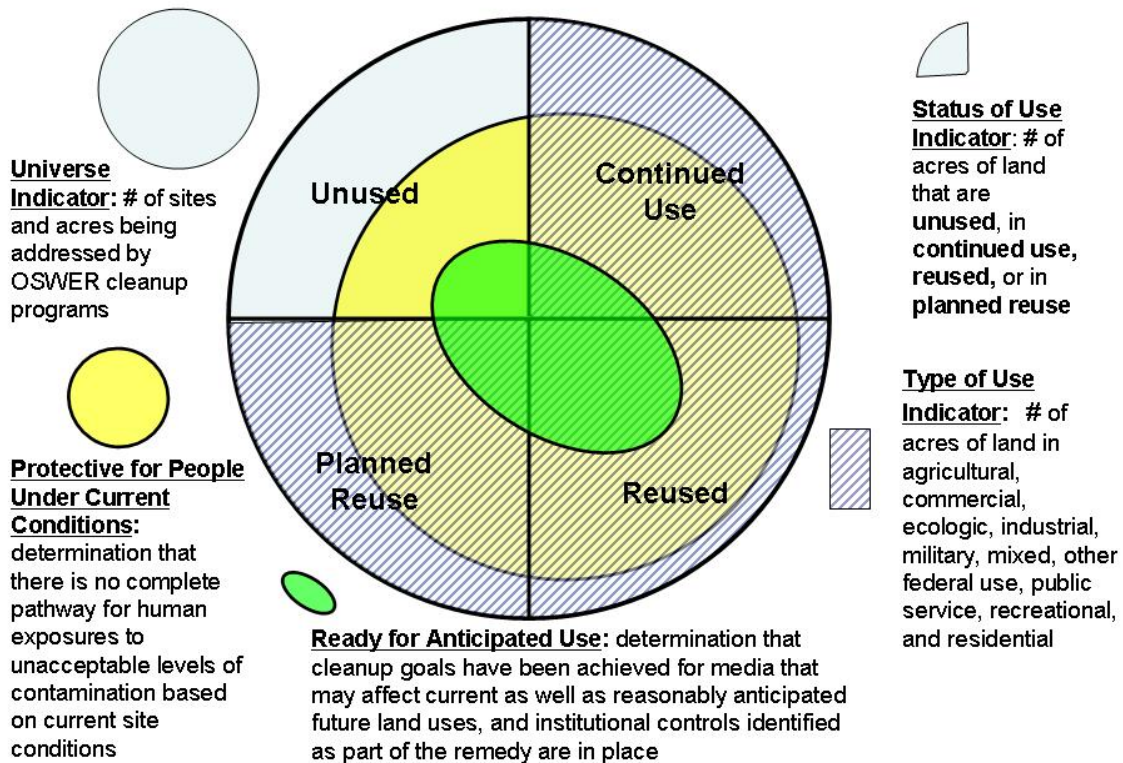 Universe
Indicator: # of sites
and acres being
addressed by
OSWER cleanup
programs
Protective for People
Under Current
Conditions:
determination that
there is no complete
pathway for human
exposures to
unacceptable levels of
contamination based
on current site
conditions
Unused
Continued
Use
Planned
Reuse
Reused
Ready for Anticipated Use: determination that
cleanup goals have been achieved for media that
may affect current as well as reasonably anticipated
future land uses, and institutional controls identified
as part of the remedy are in place
Status of Use
Indicator: # of
acres of land
that are
unused, in
continued use,
reused, or in
planned reuse
Type of Use
Indicator: # of
acres of land in
agricultural,
commercial,
ecologic, industrial,
military, mixed, other
federal use, public
service, recreational,
and residential